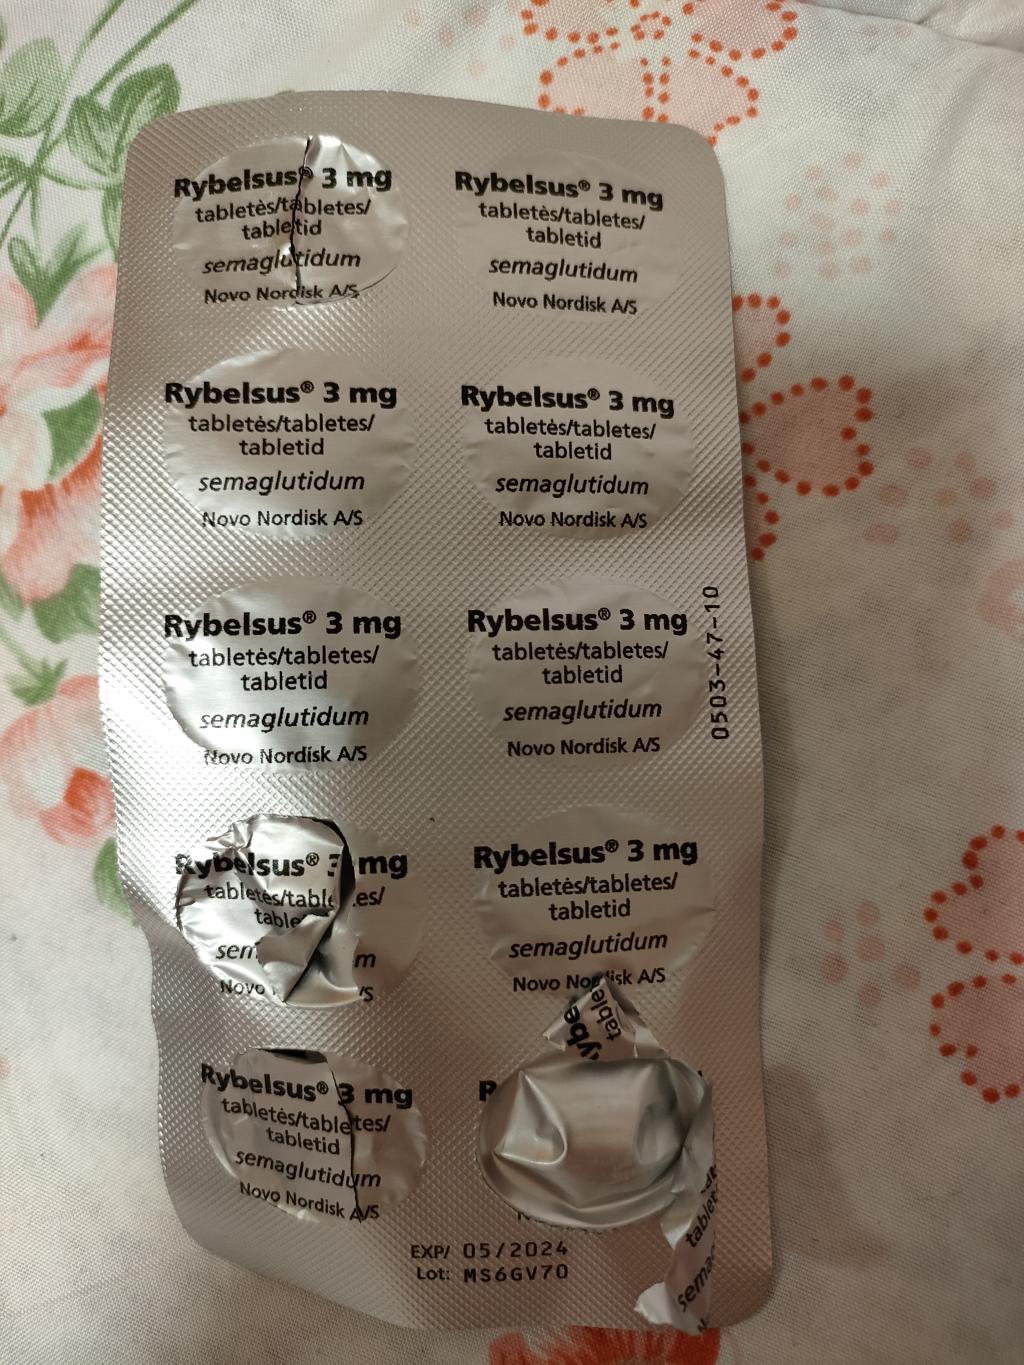 Rybelsus® 3 mg
tabletės/tabletes/
tabletid
semaglutidum
Novo Nordisk A/S
Rybelsus® 3 mg
tabletės/tabletes/
tabletid
semaglutidum
Novo Nordisk A/S
Rybelsus® 3 mg
tabletės/tabletes/
tabletid
semaglutidum
Novo Nordisk A/S
Rybelsus® 3 mg
tabletės/tabletes/
tabletid
semaglutidum
Novo Nordisk A/S
Rybelsus® 3 mg
tabletės/tabletes/
tabletid
semaglutidum
Novo Nordisk A/S
Rybelsus® 3 mg
tabletės/tabletes/
tabletid
semaglutidum
Novo Nordisk A/S
0503-47-10
Rybelsus® 3 mg
Novo
Rybelsus® 3 mg
tabletės/tabletes/
tabletid
semaglutidum
Novo Nordisk A/S
Rybelsus® 3 mg
tabletės/tabletes/
tabletid
semaglutidum
Novo Nordisk A/S
EXP/ 05/2024
Lot: MS6GV70